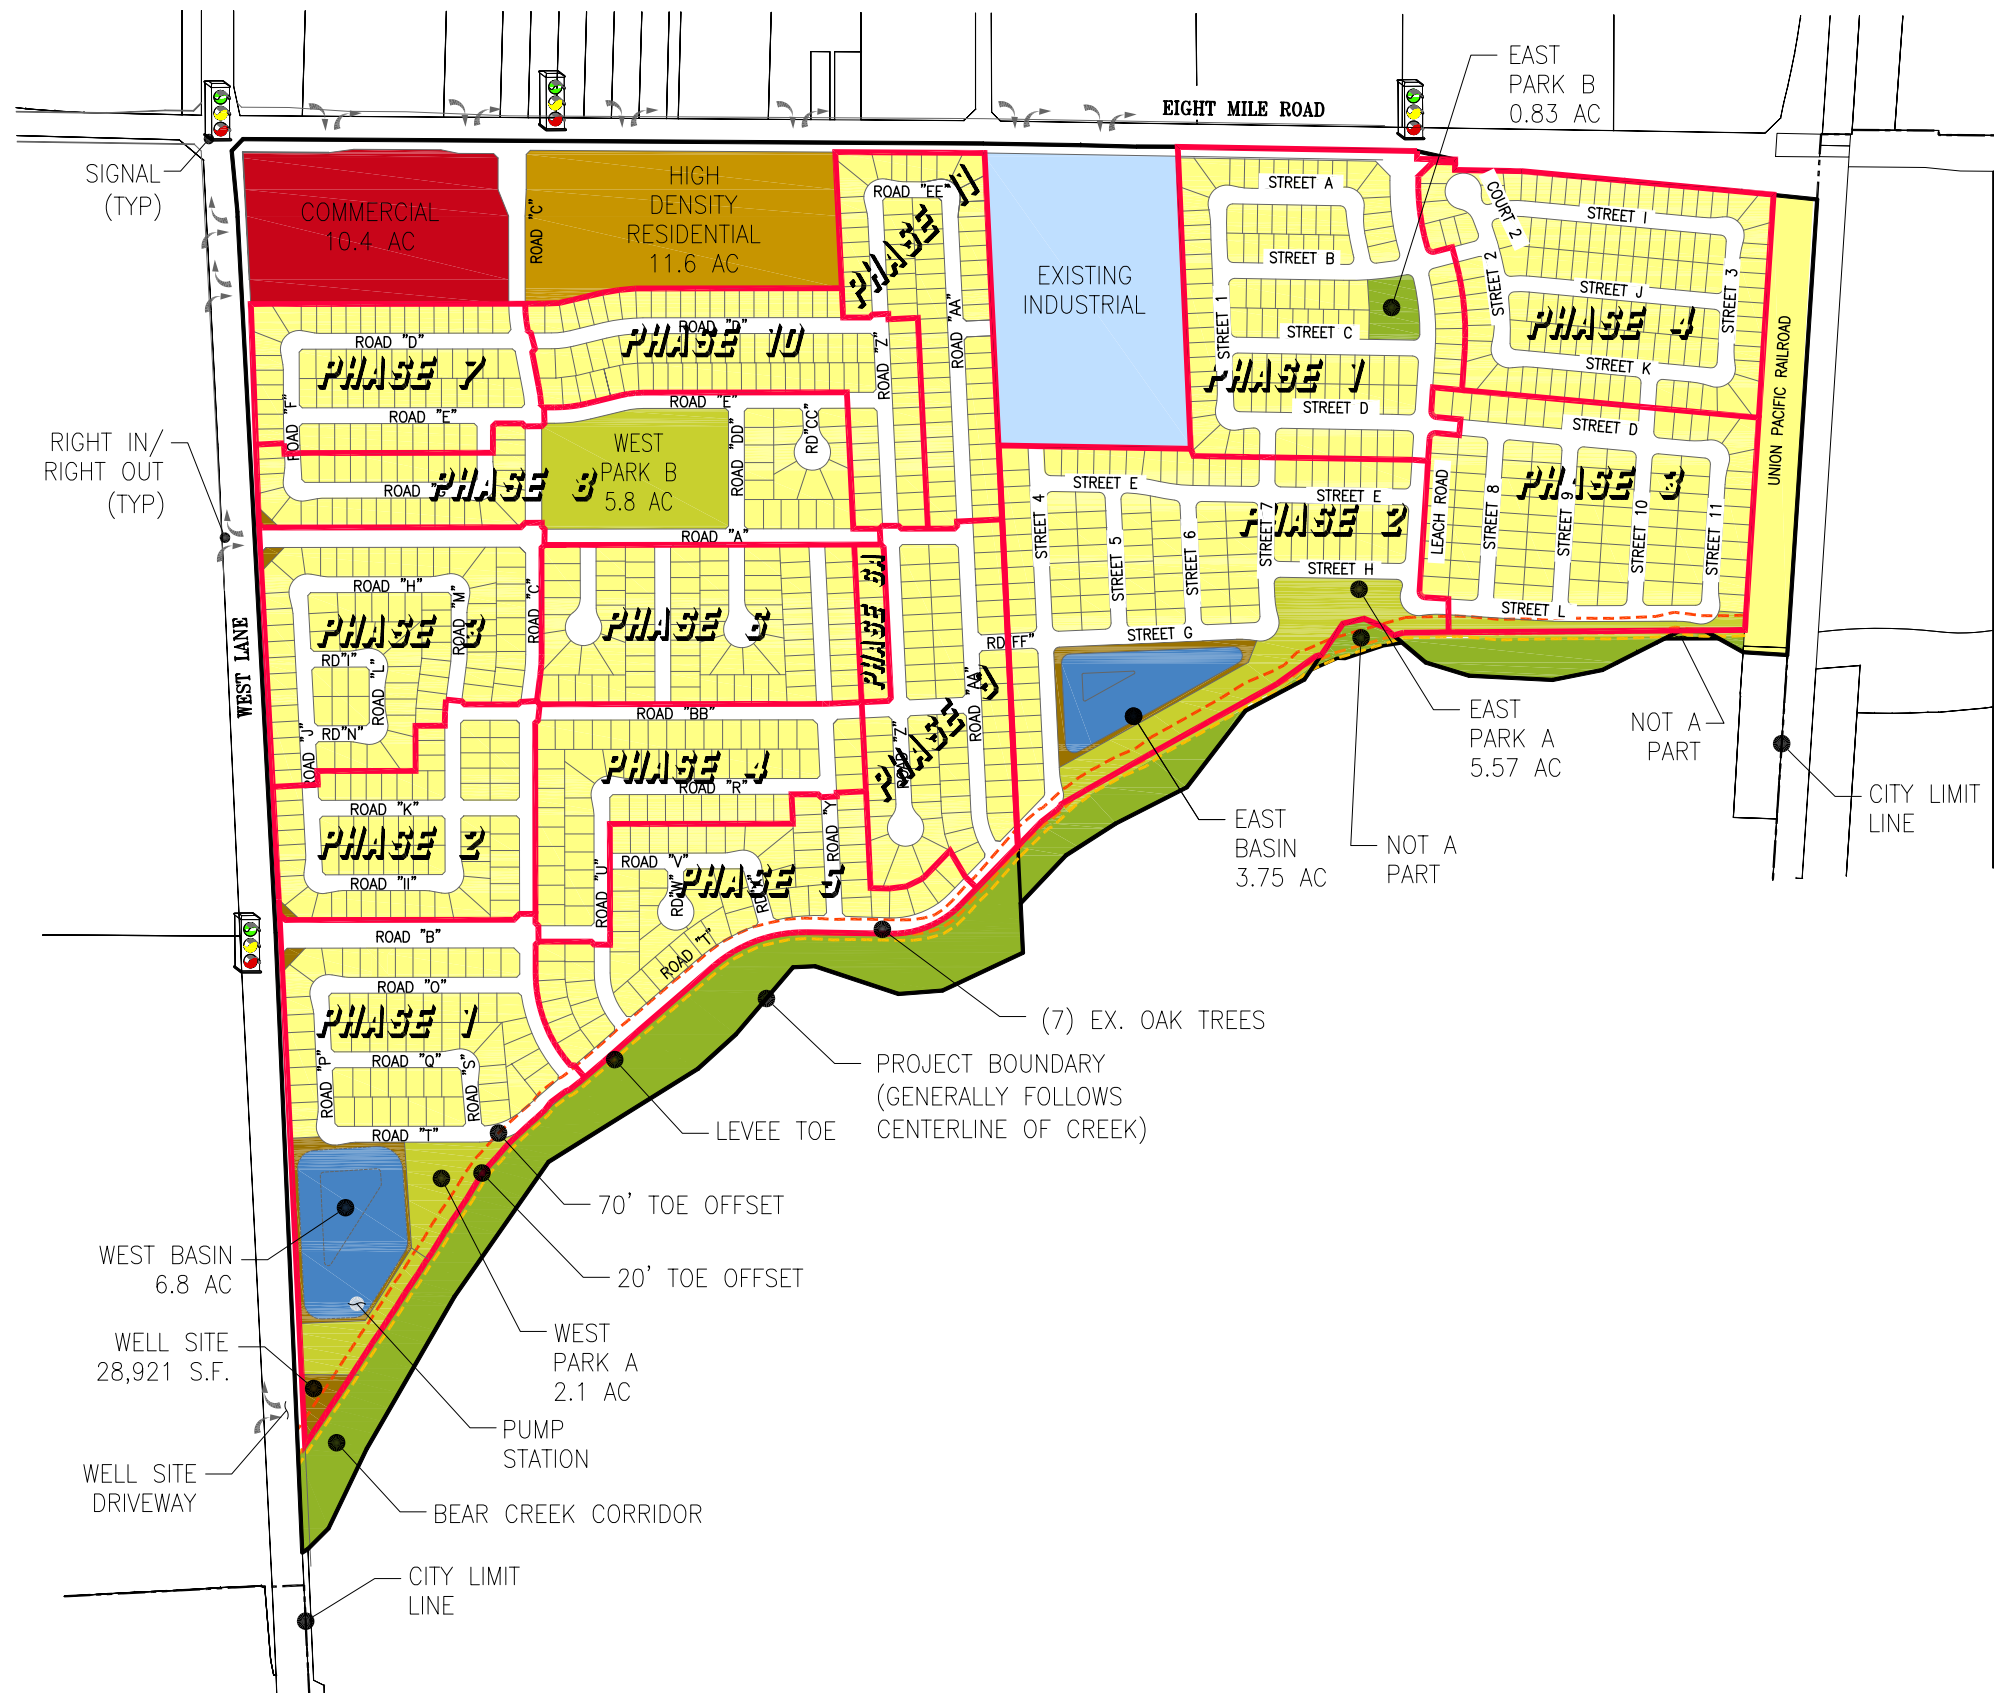 EAST
PARK B
0.83 AC
EIGHT MILE ROAD
SIGNAL
(TYP)
COMMERCIAL
10.4 AC
ROAD "C"
HIGH
DENSITY
RESIDENTIAL
11.6 AC
ROAD "EE"
PHASE 11
EXISTING
INDUSTRIAL
STREET A
STREET B
STREET C
STREET D
STREET 1
PHASE 1
COURT 2
STREET I
STREET 2
STREET J
STREET 3
PHASE 4
STREET K
UNION PACIFIC RAILROAD
ROAD "D"
PHASE 7
ROAD "E"
ROAD "F"
ROAD "D"
PHASE 10
ROAD "Z"
ROAD "AA"
ROAD "E"
WEST
PARK B
5.8 AC
ROAD "DD"
RD"CC"
RIGHT IN/
RIGHT OUT
(TYP)
ROAD "G"
PHASE 8
ROAD "A"
STREET E
STREET 4
STREET 5
STREET 6
STREET 7
STREET E
PHASE 2
STREET H
STREET G
LEACH ROAD
STREET D
PHASE 3
STREET 8
STREET 9
STREET 10
STREET 11
STREET L
WEST LANE
ROAD "H"
PHASE 3
ROAD "M"
ROAD "C"
RD"I"
ROAD "L"
RD"N"
ROAD "J"
PHASE 6
PHASE 6A
RD"FF"
ROAD "AA"
ROAD "Z"
ROAD "BB"
PHASE 4
ROAD "R"
ROAD "K"
PHASE 2
ROAD "II"
ROAD "Y"
ROAD "V"
PHASE 5
ROAD "U"
RD"W"
ROAD "T"
EAST
PARK A
5.57 AC
NOT A
PART
CITY LIMIT
LINE
EAST
BASIN
3.75 AC
NOT A
PART
ROAD "B"
ROAD "O"
PHASE 1
ROAD "Q"
ROAD "P"
ROAD "S"
ROAD "T"
(7) EX. OAK TREES
PROJECT BOUNDARY
(GENERALLY FOLLOWS
CENTERLINE OF CREEK)
LEVEE TOE
70' TOE OFFSET
20' TOE OFFSET
WEST BASIN
6.8 AC
WELL SITE
28,921 S.F.
WEST
PARK A
2.1 AC
PUMP
STATION
WELL SITE
DRIVEWAY
BEAR CREEK CORRIDOR
CITY LIMIT
LINE